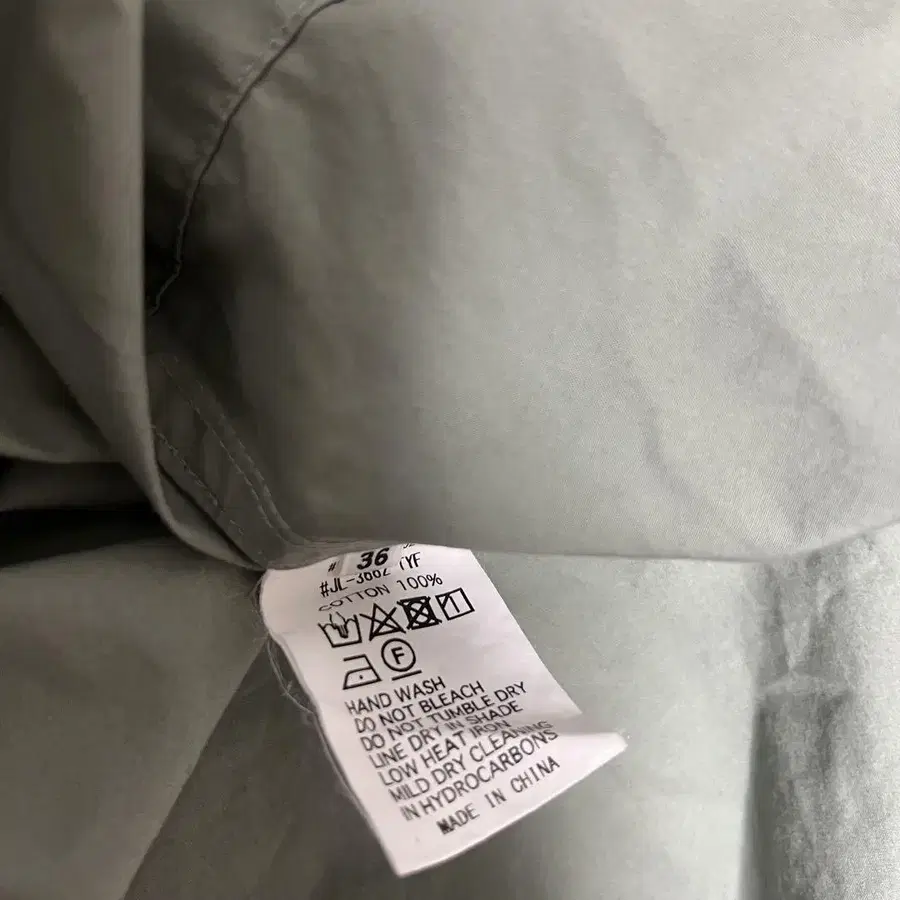 # 36
#JL-3002 TYF
COTTON 100%
F
HAND WASH
DO NOT BLEACH
DO NOT TUMBLE DRY
LINE DRY IN SHADE
LOW HEAT IRON
MILD DRY CLEANING
IN HYDROCARBONS
MADE IN CHINA